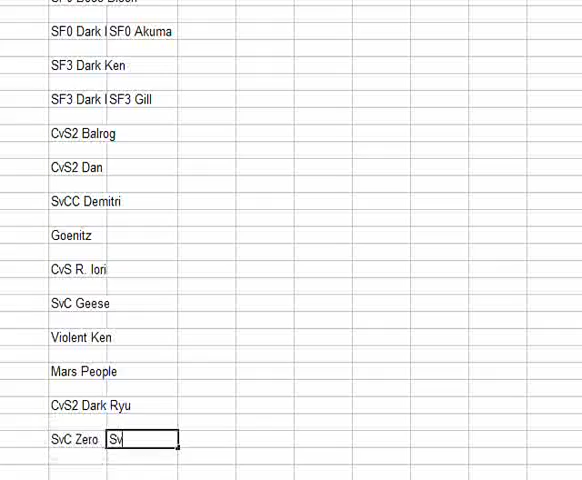 SF0 Dark SF0 Akuma
SF3 Dark Ken
SF3 Dark SF3 Gill
CvS2 Balrog
CvS2 Dan
SvCC Demitri
Goenitz
CvS R. Iori
SvC Geese
Violent Ken
Mars People
CvS2 Dark Ryu
SvC Zero Sv